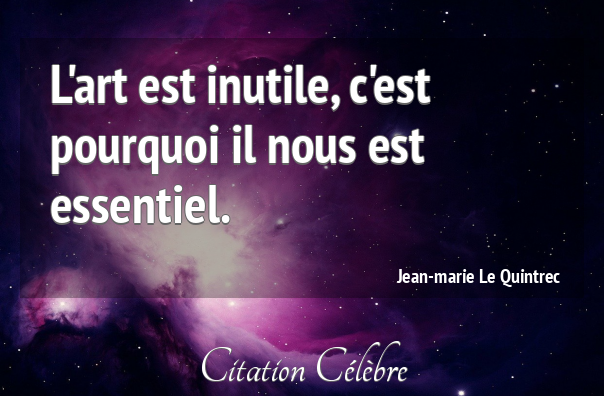 L'art est inutile, c'est
pourquoi il nous est
essentiel.
Jean-marie Le Quintrec
Citation Célèbre